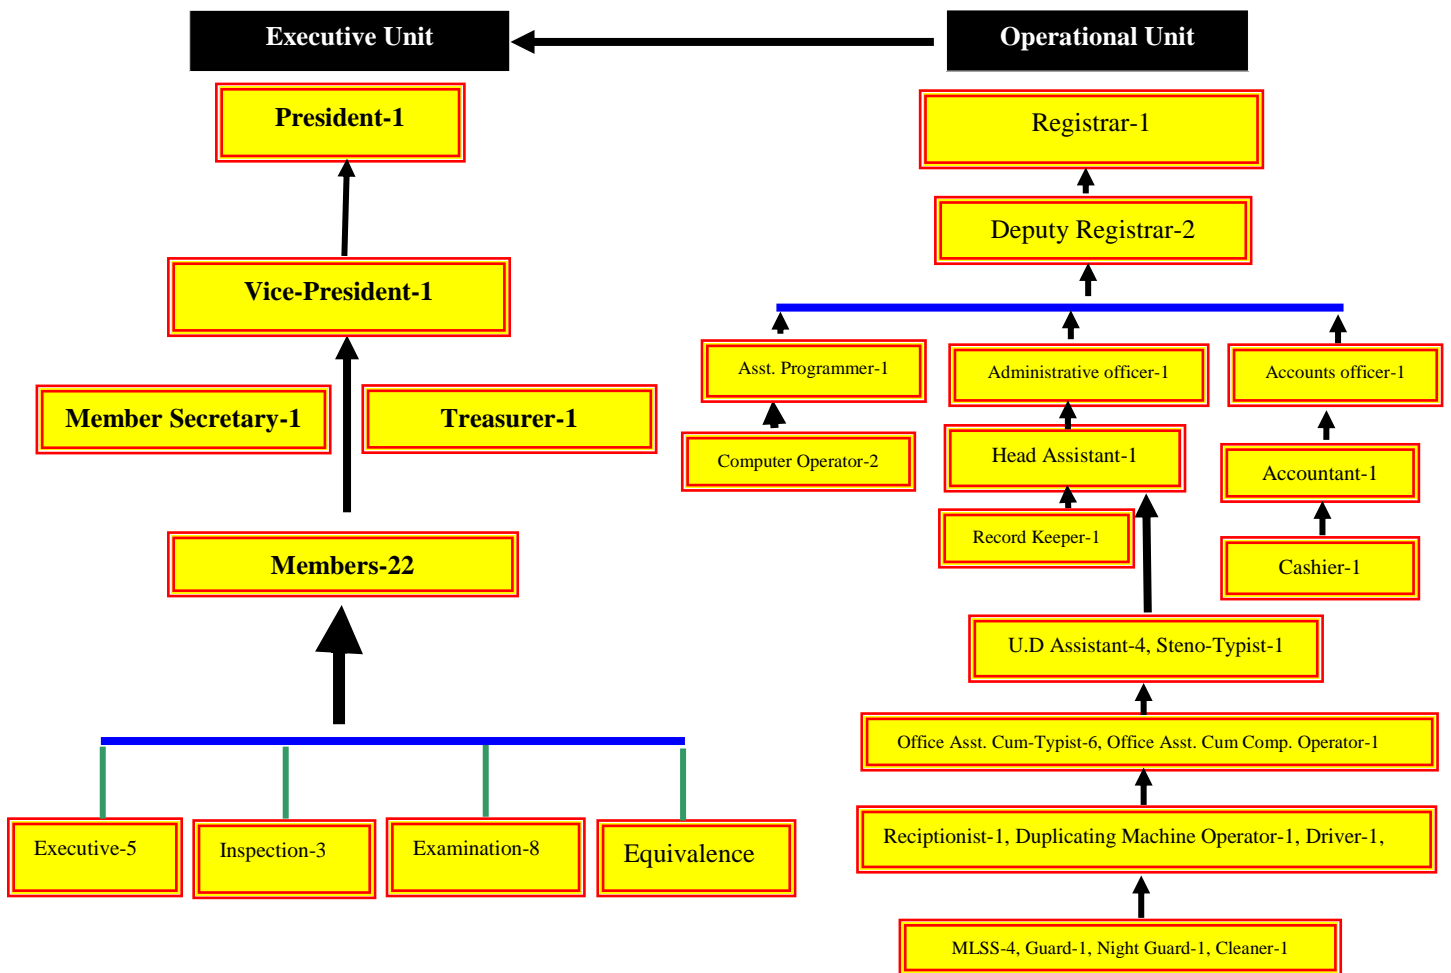 Executive Unit
Operational Unit
President-1
Registrar-1
Vice-President-1
Deputy Registrar-2
Member Secretary-1
Treasurer-1
Asst. Programmer-1
Administrative officer-1
Accounts officer-1
Computer Operator-2
Head Assistant-1
Accountant-1
Record Keeper-1
Cashier-1
Members-22
U.D Assistant-4, Steno-Typist-1
Office Asst. Cum-Typist-6, Office Asst. Cum Comp. Operator-1
Reciptionist-1, Duplicating Machine Operator-1, Driver-1,
Executive-5
Inspection-3
Examination-8
Equivalence
MLSS-4, Guard-1, Night Guard-1, Cleaner-1